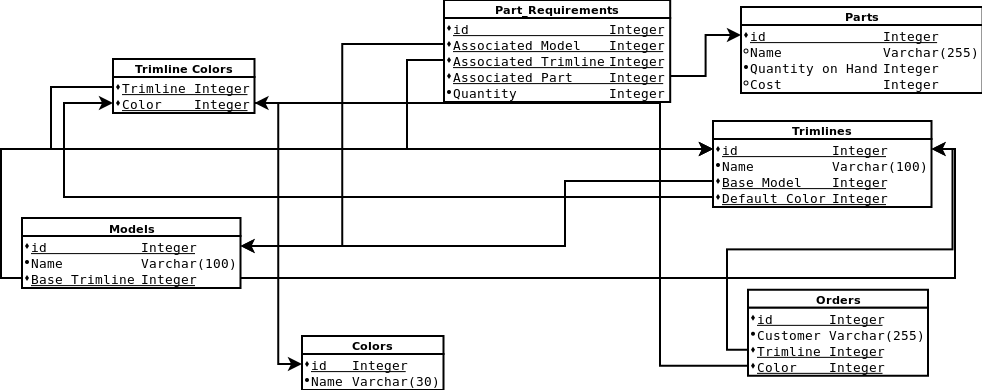 Part_Requirements
id Integer
Associated Model Integer
Associated Trimline Integer
Associated Part Integer
Quantity Integer
Parts
id Integer
Name Varchar(255)
Quantity on Hand Integer
Cost Integer
Trimline Colors
Trimline Integer
Color Integer
Trimlines
id Integer
Name Varchar(100)
Base Model Integer
Default Color Integer
Models
id Integer
Name Varchar(100)
Base Trimline Integer
Orders
id Integer
Customer Varchar(255)
Trimline Integer
Color Integer
Colors
id Integer
Name Varchar(30)